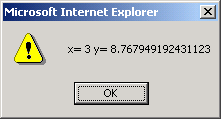 Microsoft Internet Explorer
x= 3 y= 8.767949192431123
OK